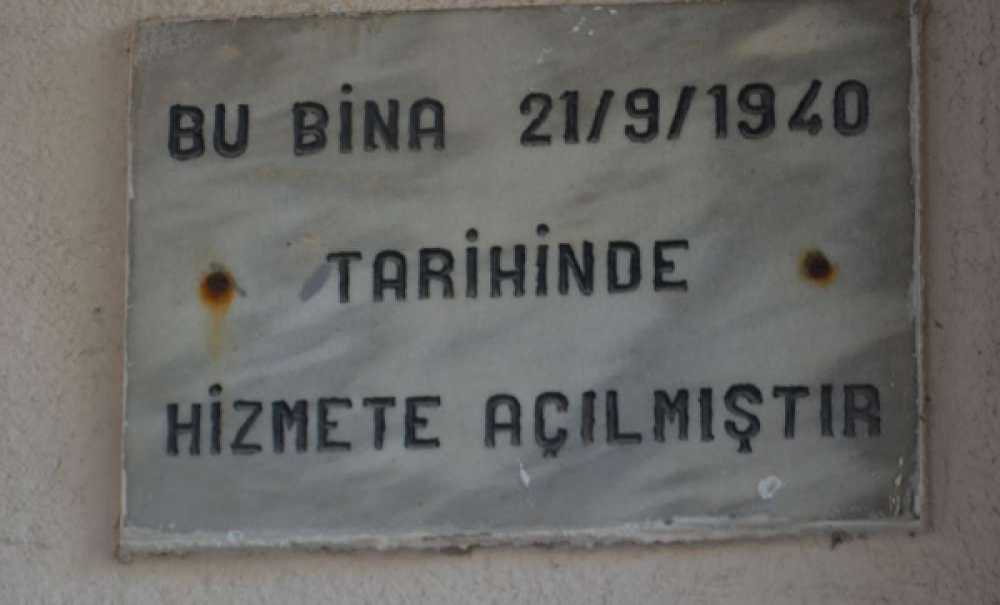 BU BİNA 21/9/1940
TARİHİNDE
HİZMETE AÇILMIŞTIR